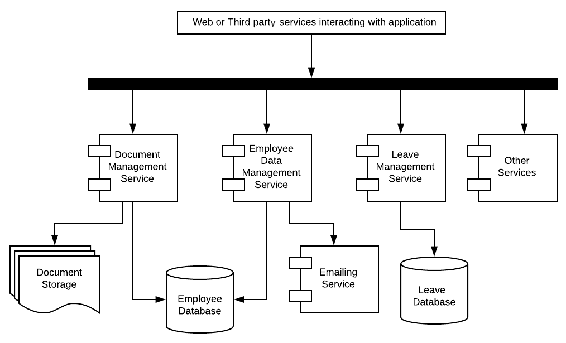 Web or Third party services interacting with application
Document
Management
Service
Employee
Data
Management
Service
Leave
Management
Service
Other
Services
Document
Storage
Employee
Database
Emailing
Service
Leave
Database